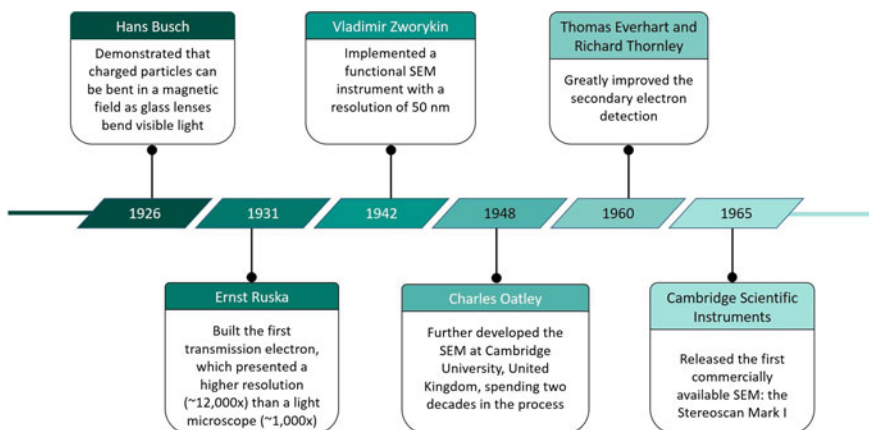 Hans Busch
Demonstrated that
charged particles can
be bent in a magnetic
field as glass lenses
bend visible light
Vladimir Zworykin
Implemented a
functional SEM
instrument with a
resolution of 50 nm
Thomas Everhart and
Richard Thornley
Greatly improved the
secondary electron
detection
1926
1931
1942
1948
1960
1965
Ernst Ruska
Built the first
transmission electron,
which presented a
higher resolution
(~12,000x) than a light
microscope (~1,000x)
Charles Oatley
Further developed the
SEM at Cambridge
University, United
Kingdom, spending two
decades in the process
Cambridge Scientific
Instruments
Released the first
commercially
available SEM: the
Stereoscan Mark I